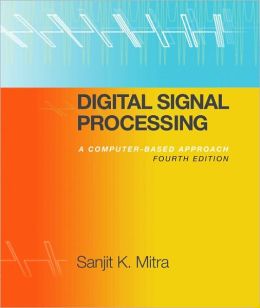 DIGITAL SIGNAL
PROCESSING
A COMPUTER-BASED APPROACH
FOURTH EDITION
Sanjit K. Mitra